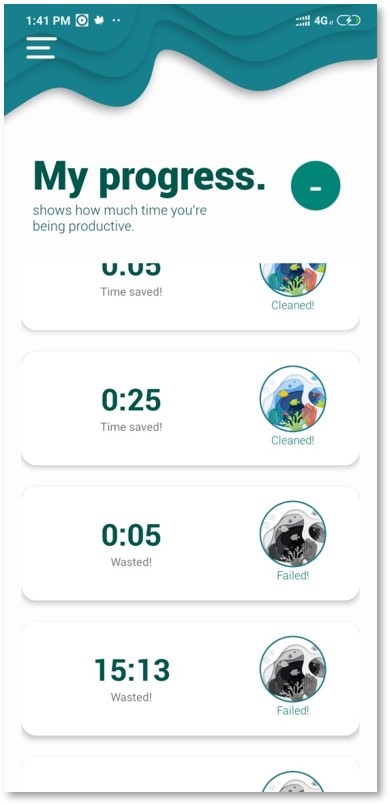 1:41 PM 4G
My progress.
-
shows how much time you're
being productive.
0:05
Time saved!
Cleaned!
0:25
Time saved!
Cleaned!
0:05
Wasted!
Failed!
15:13
Wasted!
Failed!